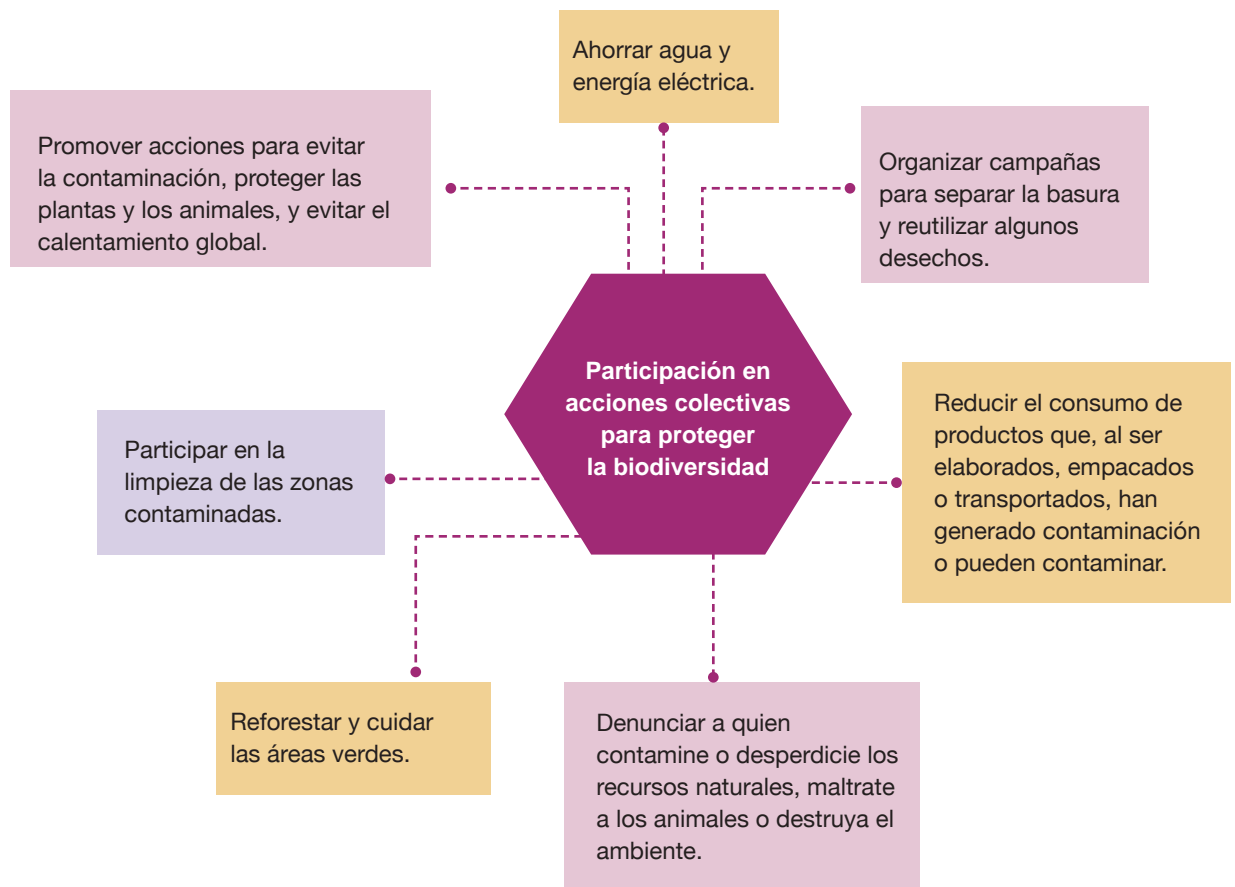 Ahorrar agua y
energía eléctrica.
Promover acciones para evitar
la contaminación, proteger las
plantas y los animales, y evitar el
calentamiento global.
Organizar campañas
para separar la basura
y reutilizar algunos
desechos.
Participación en
acciones colectivas
para proteger
la biodiversidad
Reducir el consumo de
productos que, al ser
elaborados, empacados
o transportados, han
generado contaminación
o pueden contaminar.
Participar en la
limpieza de las zonas
contaminadas.
Reforestar y cuidar
las áreas verdes.
Denunciar a quien
contamine o desperdicie los
recursos naturales, maltrate
a los animales o destruya el
ambiente.